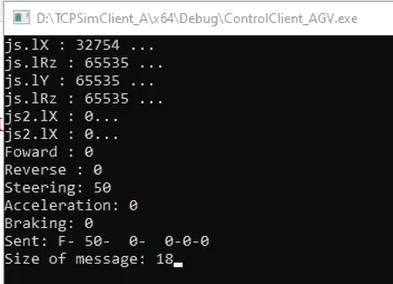 D:\TCPSimClient_A\x64\Debug\ControlClient_AGV.exe
js.lX : 32754 ...
js.lRz : 65535 ...
js.lY : 65535 ...
js.lRz : 65535 ...
js2.lX : 0...
js2.lX : 0...
Foward : 0
Reverse : 0
Steering: 50
Acceleration: 0
Braking: 0
Sent: F- 50-  0-  0-0-0
Size of message: 18